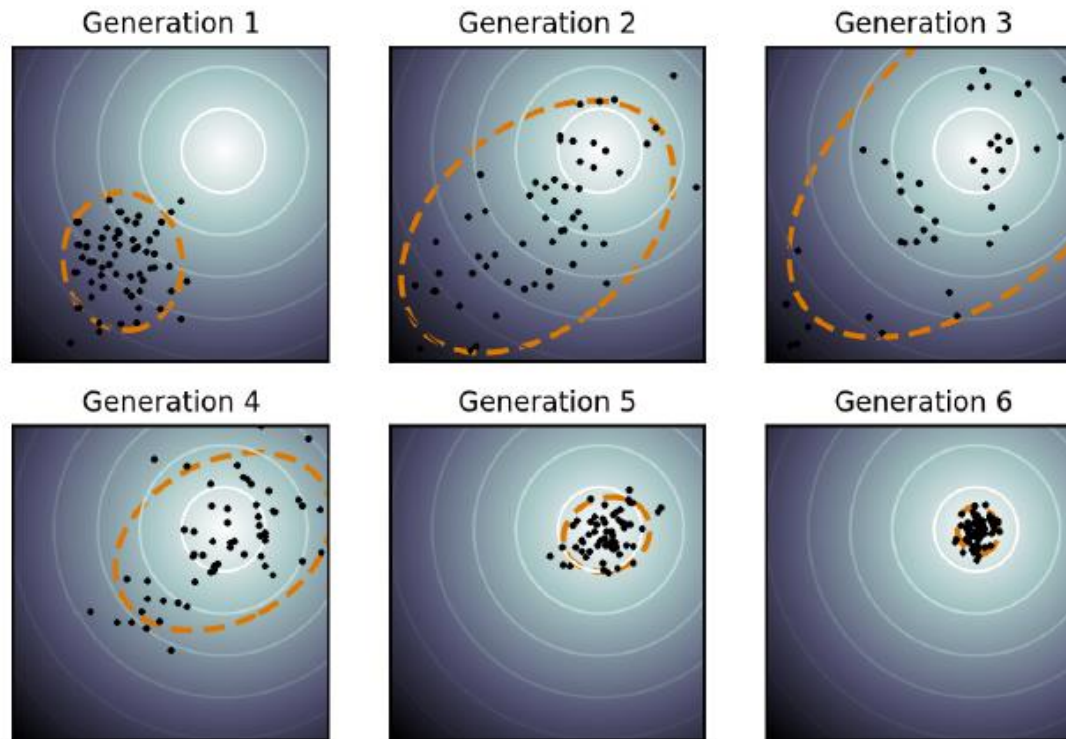 Generation 1
Generation 2
Generation 3
Generation 4
Generation 5
Generation 6